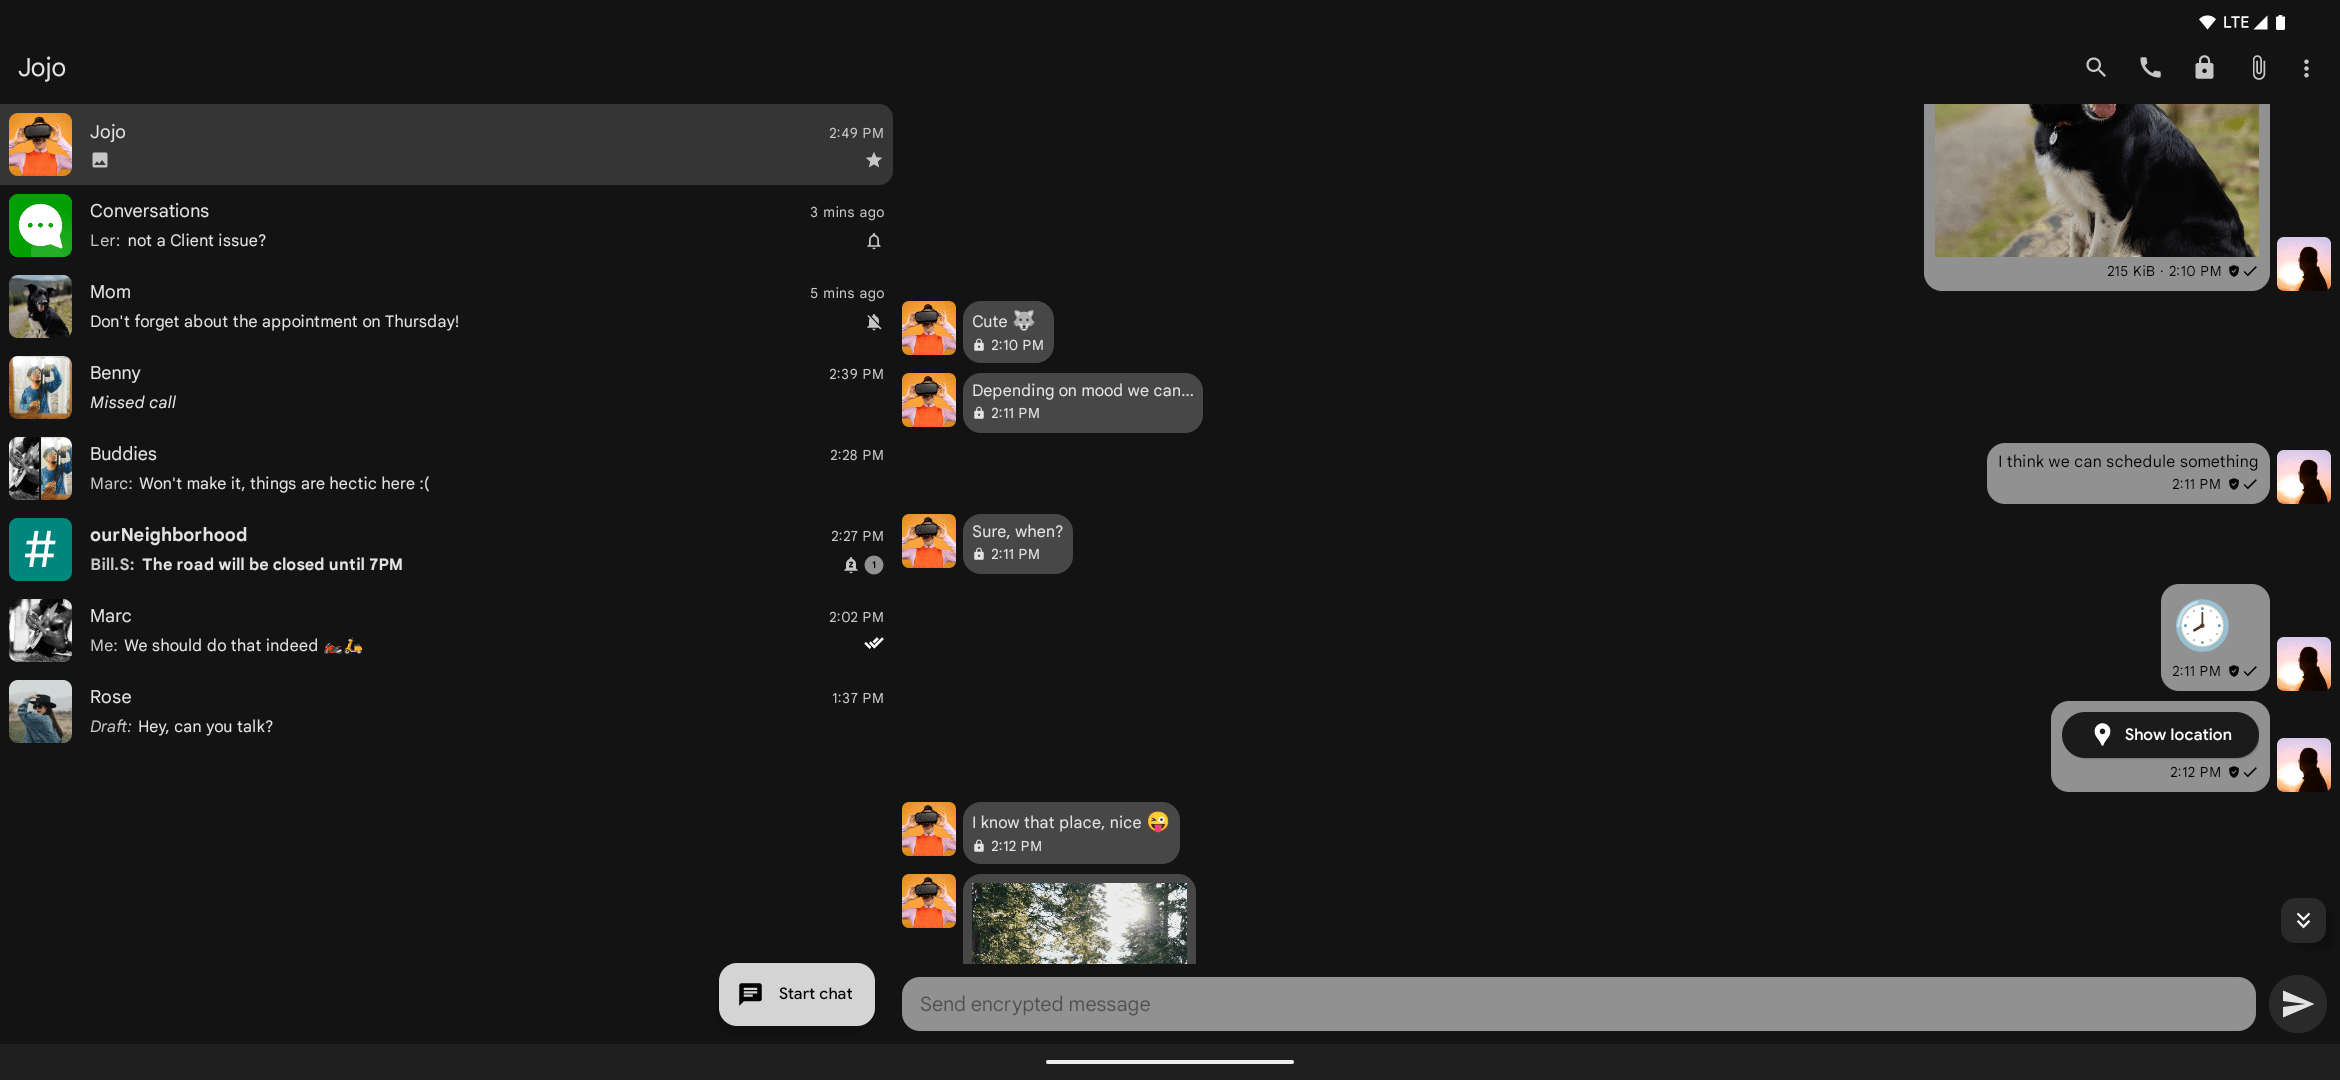 LTE
Jojo
Jojo
2:49 PM
Conversations
3 mins ago
Ler: not a Client issue?
Mom
5 mins ago
Don't forget about the appointment on Thursday!
Benny
2:39 PM
Missed call
Buddies
2:28 PM
Marc: Won't make it, things are hectic here :(
#
ourNeighborhood
2:27 PM
Bill.S: The road will be closed until 7PM
1
Marc
2:02 PM
Me: We should do that indeed 🏍️🛵
Rose
1:37 PM
Draft: Hey, can you talk?
Start chat
215 KiB · 2:10 PM
Cute 🐺
2:10 PM
Depending on mood we can...
2:11 PM
I think we can schedule something
2:11 PM
Sure, when?
2:11 PM
🕗
2:11 PM
Show location
2:12 PM
I know that place, nice 😜
2:12 PM
Send encrypted message